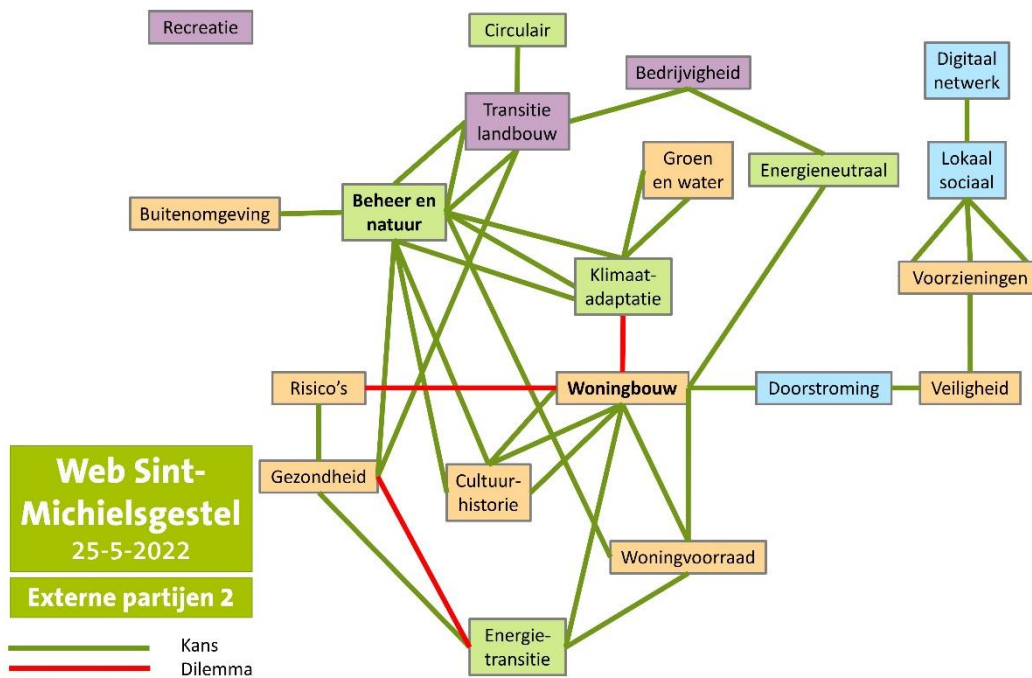 Recreatie
Circulair
Bedrijvigheid
Digitaal
netwerk
Transitie
landbouw
Groen
en water
Energieneutraal
Lokaal
sociaal
Beheer en
natuur
Buitenomgeving
Klimaat-
adaptatie
Voorzieningen
Risico's
Woningbouw
Doorstroming
Veiligheid
Gezondheid
Cultuur-
historie
Woningvoorraad
Energie-
transitie
Web Sint-
Michielsgestel
25-5-2022
Externe partijen 2
Kans
Dilemma